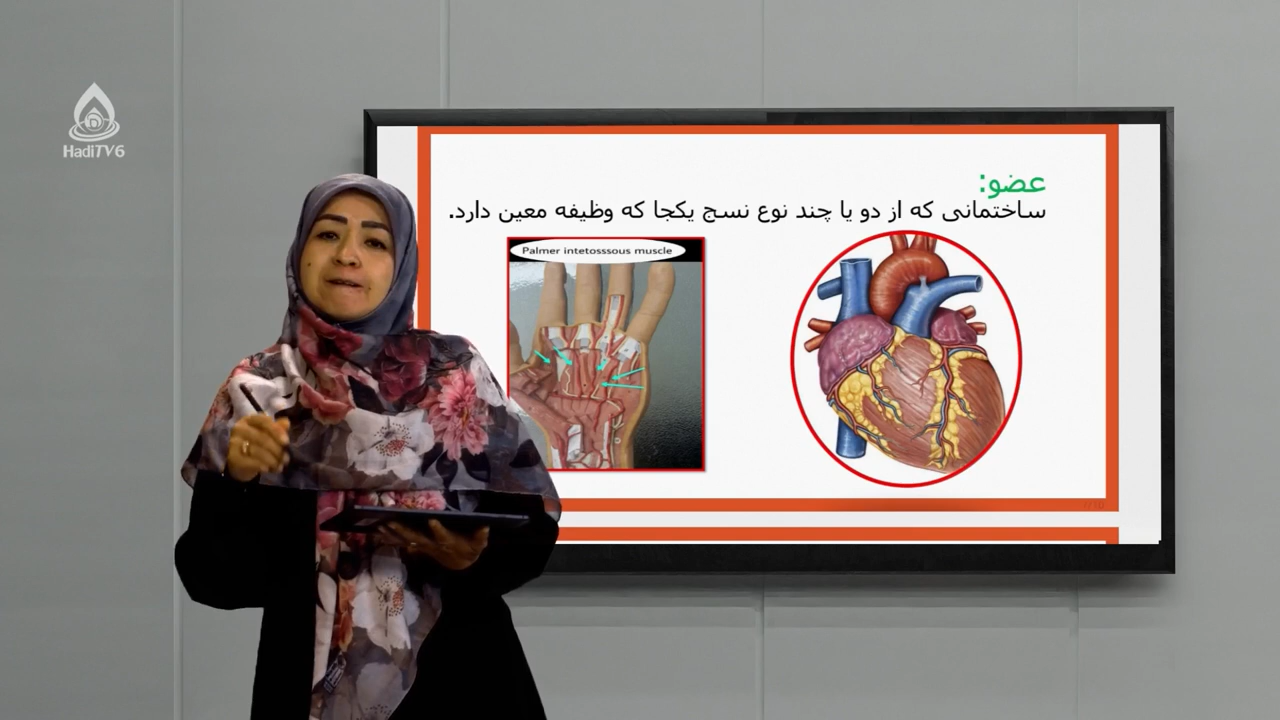 HadiTV6
عضو:
ساختمانی که از دو یا چند نوع نسج یکجا که وظیفه معین دارد.
Palmer intetosssous muscle